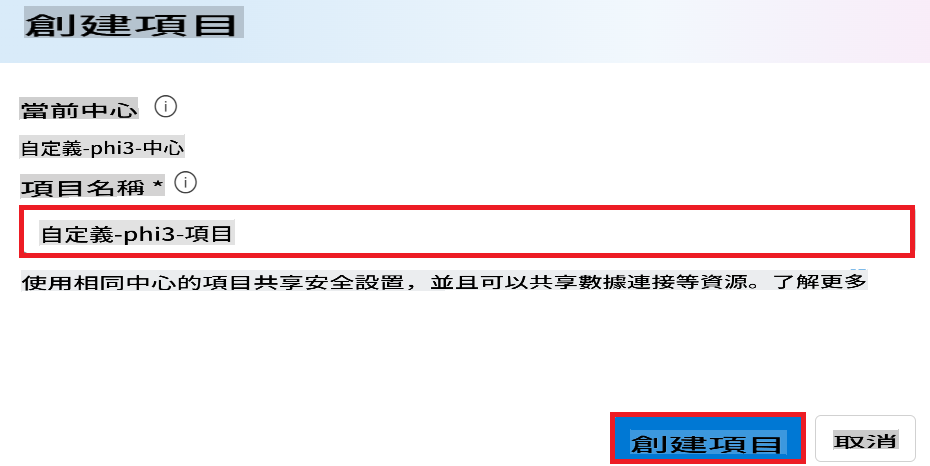 創建項目
當前中心
自定義-phi3-中心
項目名稱 *
自定義-phi3-項目
使用相同中心的項目共享安全設置，並且可以共享數據連接等資源。了解更多
創建項目
取消